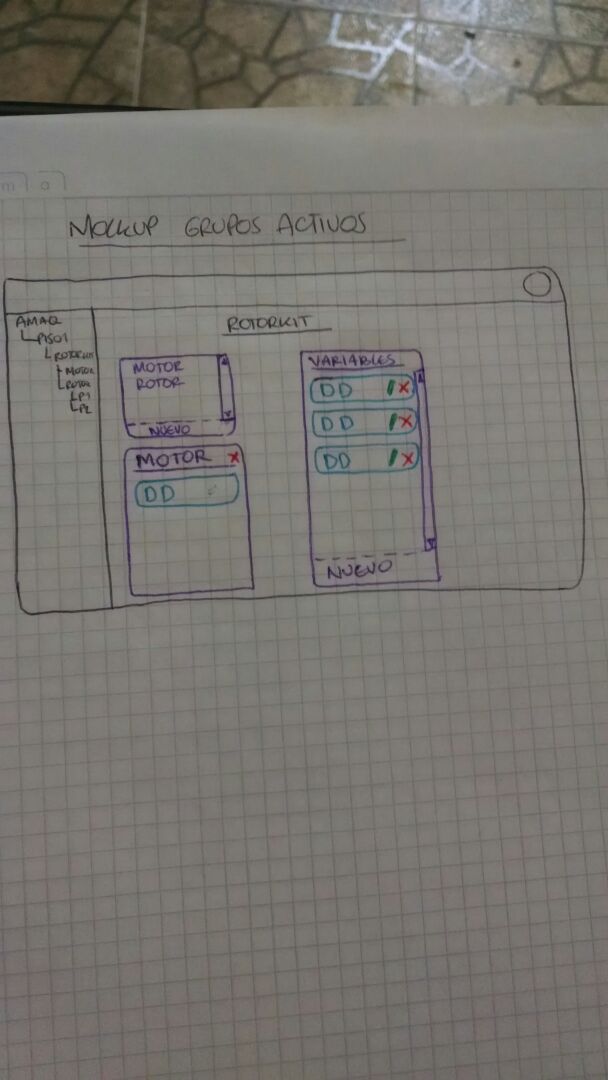 MOCKUP GRUPOS ACTIVOS
AMAQ
PISO1
ROTORKIT
MOTOR
ROTOR
P1
P2
ROTORKIT
MOTOR
ROTOR
NUEVO
MOTOR X
DD
VARIABLES
DD / X
DD / X
DD / X
NUEVO